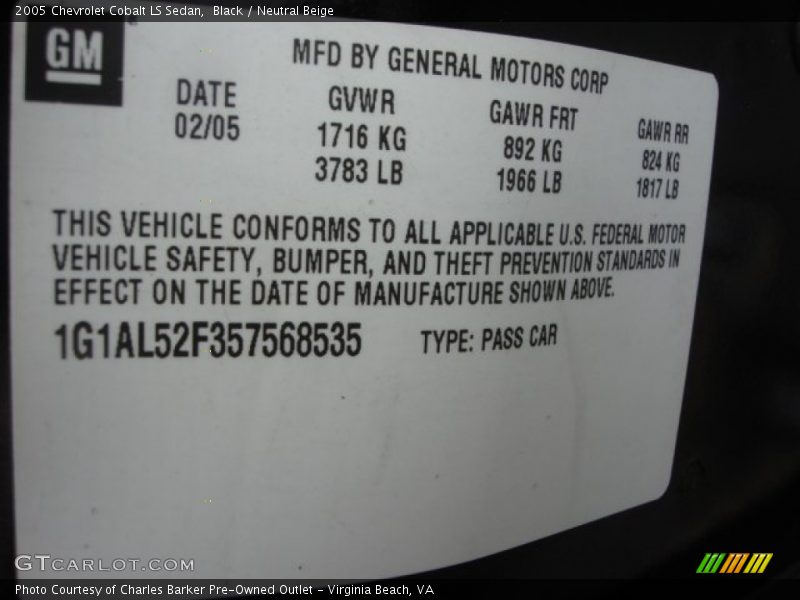 2005 Chevrolet Cobalt LS Sedan, Black / Neutral Beige
GM
MFD BY GENERAL MOTORS CORP
DATE GVWR GAWR FRT GAWR RR
02/05 1716 KG 892 KG 824 KG
3783 LB 1966 LB 1817 LB
THIS VEHICLE CONFORMS TO ALL APPLICABLE U.S. FEDERAL MOTOR
VEHICLE SAFETY, BUMPER, AND THEFT PREVENTION STANDARDS IN
EFFECT ON THE DATE OF MANUFACTURE SHOWN ABOVE.
1G1AL52F357568535 TYPE: PASS CAR
GTCARLOT.COM
Photo Courtesy of Charles Barker Pre-Owned Outlet - Virginia Beach, VA